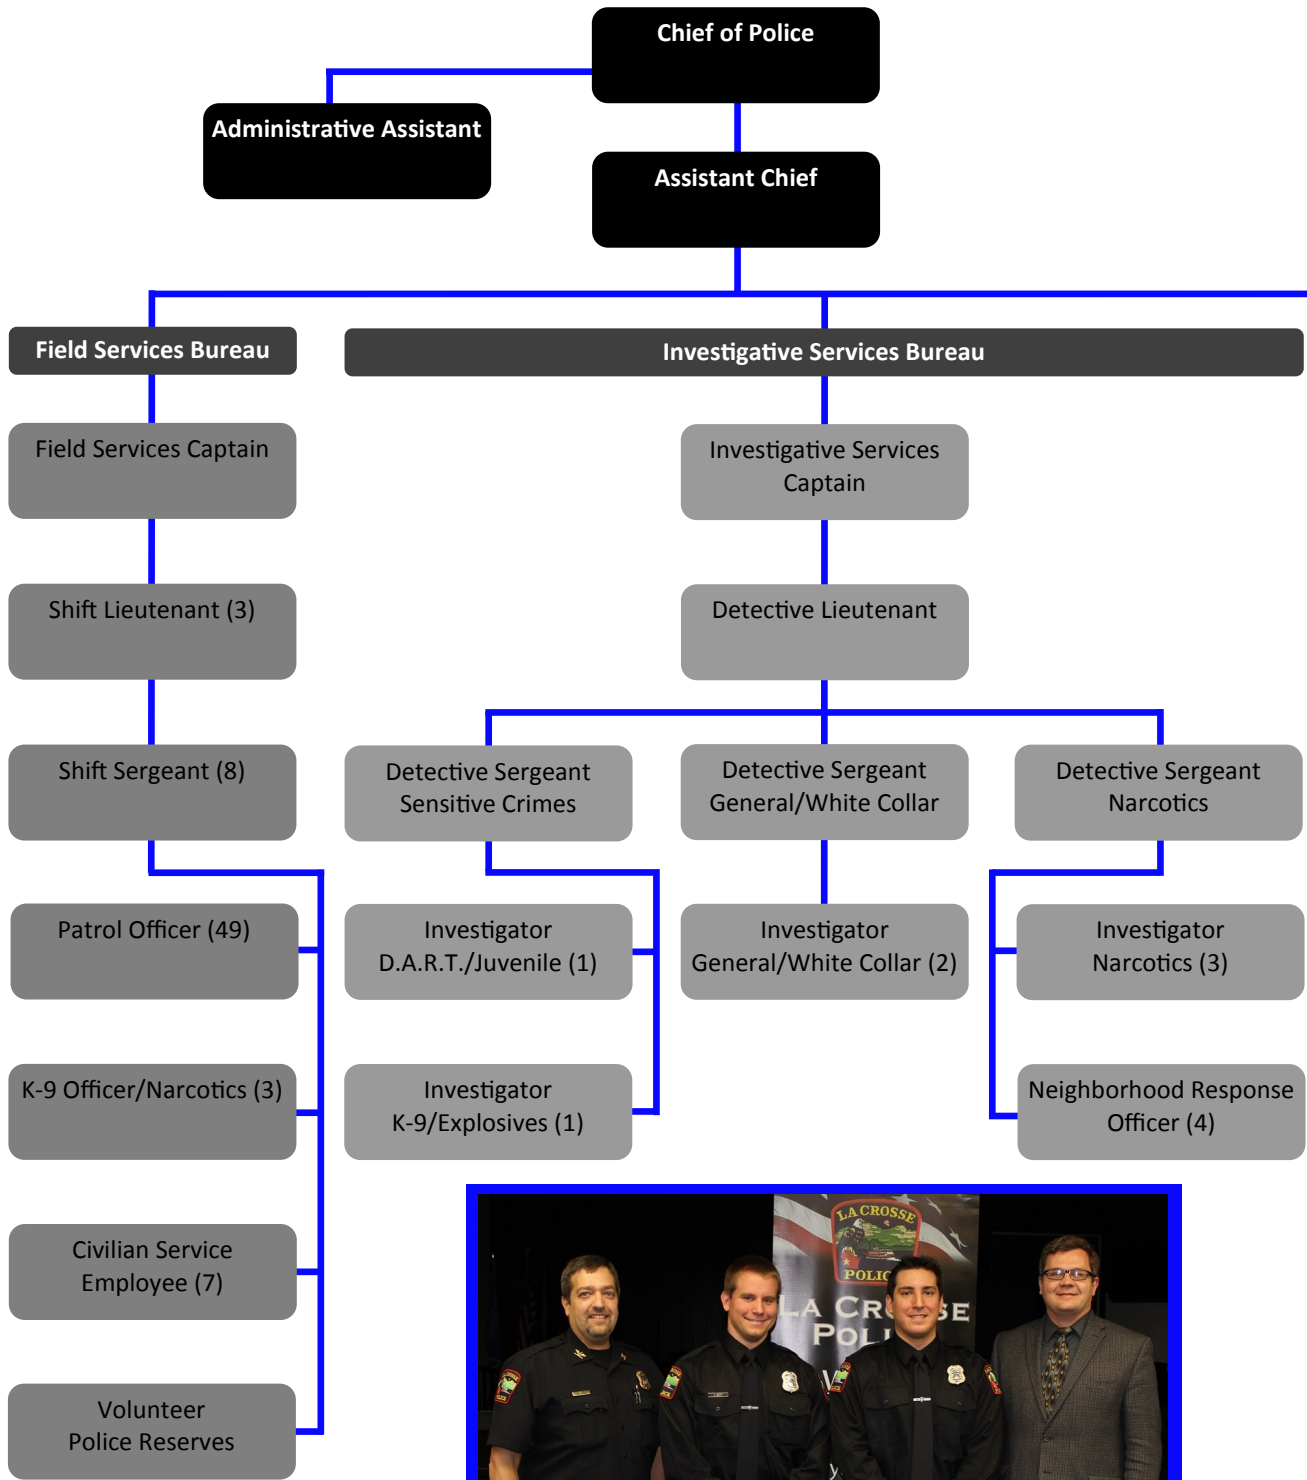 Chief of Police
Administrative Assistant
Assistant Chief
Field Services Bureau
Investigative Services Bureau
Field Services Captain
Investigative Services
Captain
Shift Lieutenant (3)
Detective Lieutenant
Shift Sergeant (8)
Detective Sergeant
Sensitive Crimes
Detective Sergeant
General/White Collar
Detective Sergeant
Narcotics
Patrol Officer (49)
Investigator
D.A.R.T./Juvenile (1)
Investigator
General/White Collar (2)
Investigator
Narcotics (3)
K-9 Officer/Narcotics (3)
Investigator
K-9/Explosives (1)
Neighborhood Response
Officer (4)
Civilian Service
Employee (7)
Volunteer
Police Reserves
LA CROSSE
POLICE